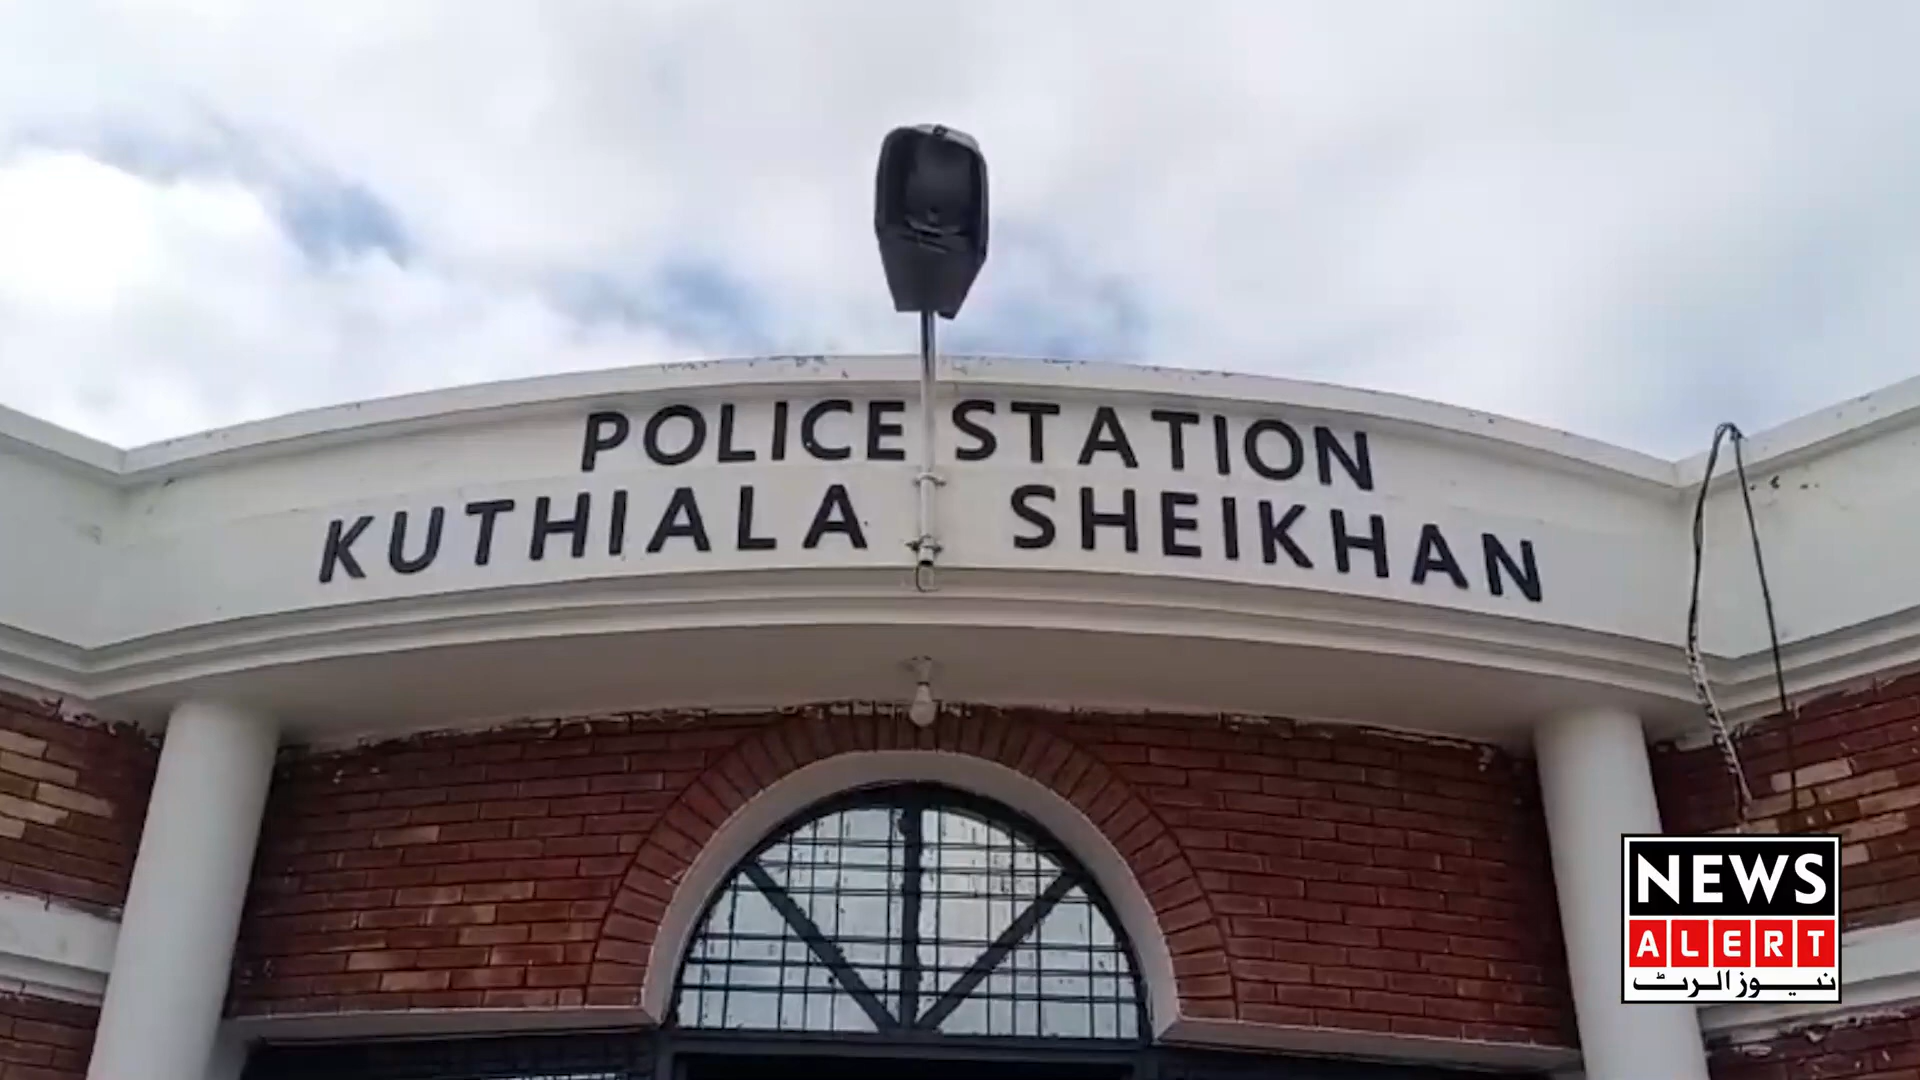 POLICE STATION
KUTHIALA SHEIKHAN
NEWS
ALERT
نیوز الرٹ